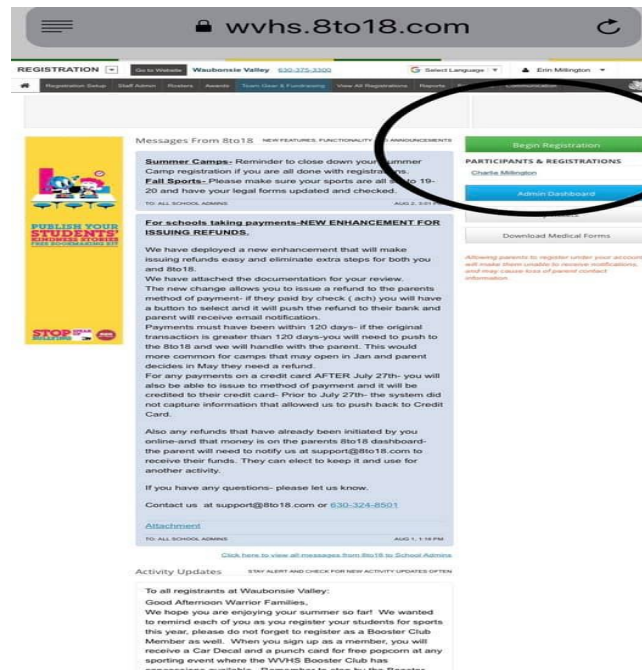 wvhs.8to18.com
REGISTRATION Go to Website Waubonsie Valley 630-375-3300 Select Language Erin Millington
Registration Setup Staff Admin Rosters Awards Team Gear & Fundraising View All Registrations Reports Communication
Messages From 8to18 NEW FEATURES, FUNCTIONALITY ANNOUNCEMENTS
Begin Registration
PARTICIPANTS & REGISTRATIONS
Charlie Millington
Admin Dashboard
Download Medical Forms
Allowing parents to register under your account
will make them unable to receive notifications,
and may cause loss of parent contact
information.
PUBLISH YOUR
STUDENTS'
KINDNESS STORIES
FREE BOOKMAKING KIT
STOP SPEAK UP
BULLYING
Summer Camps- Reminder to close down your summer
Camp registration if you are all done with registrations.
Fall Sports- Please make sure your sports are all set to 19-
20 and have your legal forms updated and checked.
TO: ALL SCHOOL ADMINS AUG 2, 5:01 PM
For schools taking payments-NEW ENHANCEMENT FOR
ISSUING REFUNDS.
We have deployed a new enhancement that will make
issuing refunds easy and eliminate extra steps for both you
and 8to18.
We have attached the documentation for your review.
The new change allows you to issue a refund to the parents
method of payment- if they paid by check ( ach) you will have
a button to select and it will push the refund to their bank and
parent will receive email notification.
Payments must have been within 120 days- if the original
transaction is greater than 120 days-you will need to push to
the 8to18 and we will handle with the parent. This would
more common for camps that may open in Jan and parent
decides in May they need a refund.
For any payments on a credit card AFTER July 27th- you will
also be able to issue to method of payment and it will be
credited to their credit card- Prior to July 27th- the system did
not capture information that allowed us to push back to Credit
Card.
Also any refunds that have already been initiated by you
online-and that money is on the parents 8to18 dashboard-
the parent will need to notify us at support@8to18.com to
receive their funds. They can elect to keep it and use for
another activity.
If you have any questions- please let us know.
Contact us at support@8to18.com or 630-324-8501
Attachment
TO: ALL SCHOOL ADMINS AUG 1, 1:18 PM
Click here to view all messages from 8to18 to School Admins
Activity Updates STAY ALERT AND CHECK FOR NEW ACTIVITY UPDATES OFTEN
To all registrants at Waubonsie Valley:
Good Afternoon Warrior Families,
We hope you are enjoying your summer so far! We wanted
to remind each of you as you register your students for sports
this year, please do not forget to register as a Booster Club
Member as well. When you sign up as a member, you will
receive a Car Decal and a punch card for free popcorn at any
sporting event where the WVHS Booster Club has
concessions available. Remember to stop by the Booster